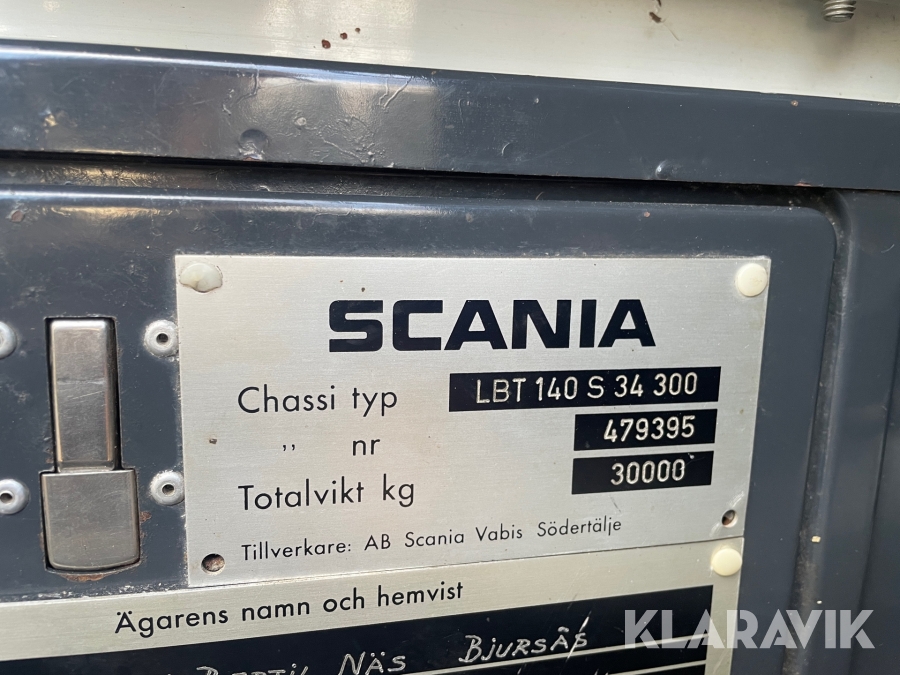 SCANIA
Chassi typ LBT 140 S 34 300
,, nr 479395
Totalvikt kg 30000
Tillverkare: AB Scania Vabis Södertälje
Ägarens namn och hemvist
NÄS BJURSÅS
KLARAVIK